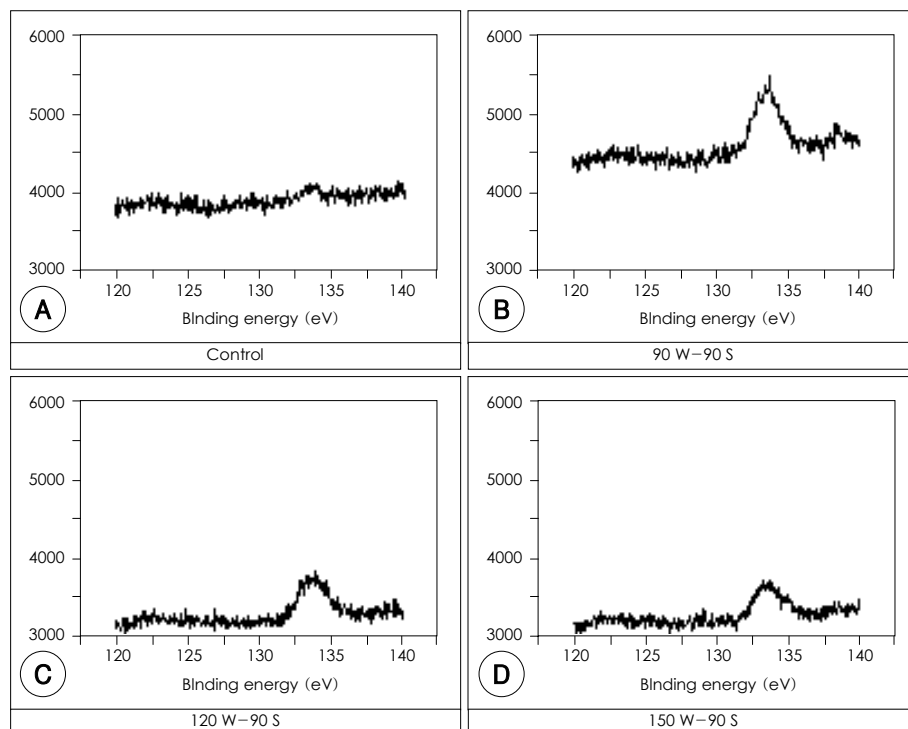 6000
5000
4000
3000
120 125 130 135 140
BInding energy (eV)
A
Control
6000
5000
4000
3000
120 125 130 135 140
BInding energy (eV)
B
90 W−90 S
6000
5000
4000
3000
120 125 130 135 140
BInding energy (eV)
C
120 W−90 S
6000
5000
4000
3000
120 125 130 135 140
BInding energy (eV)
D
150 W−90 S